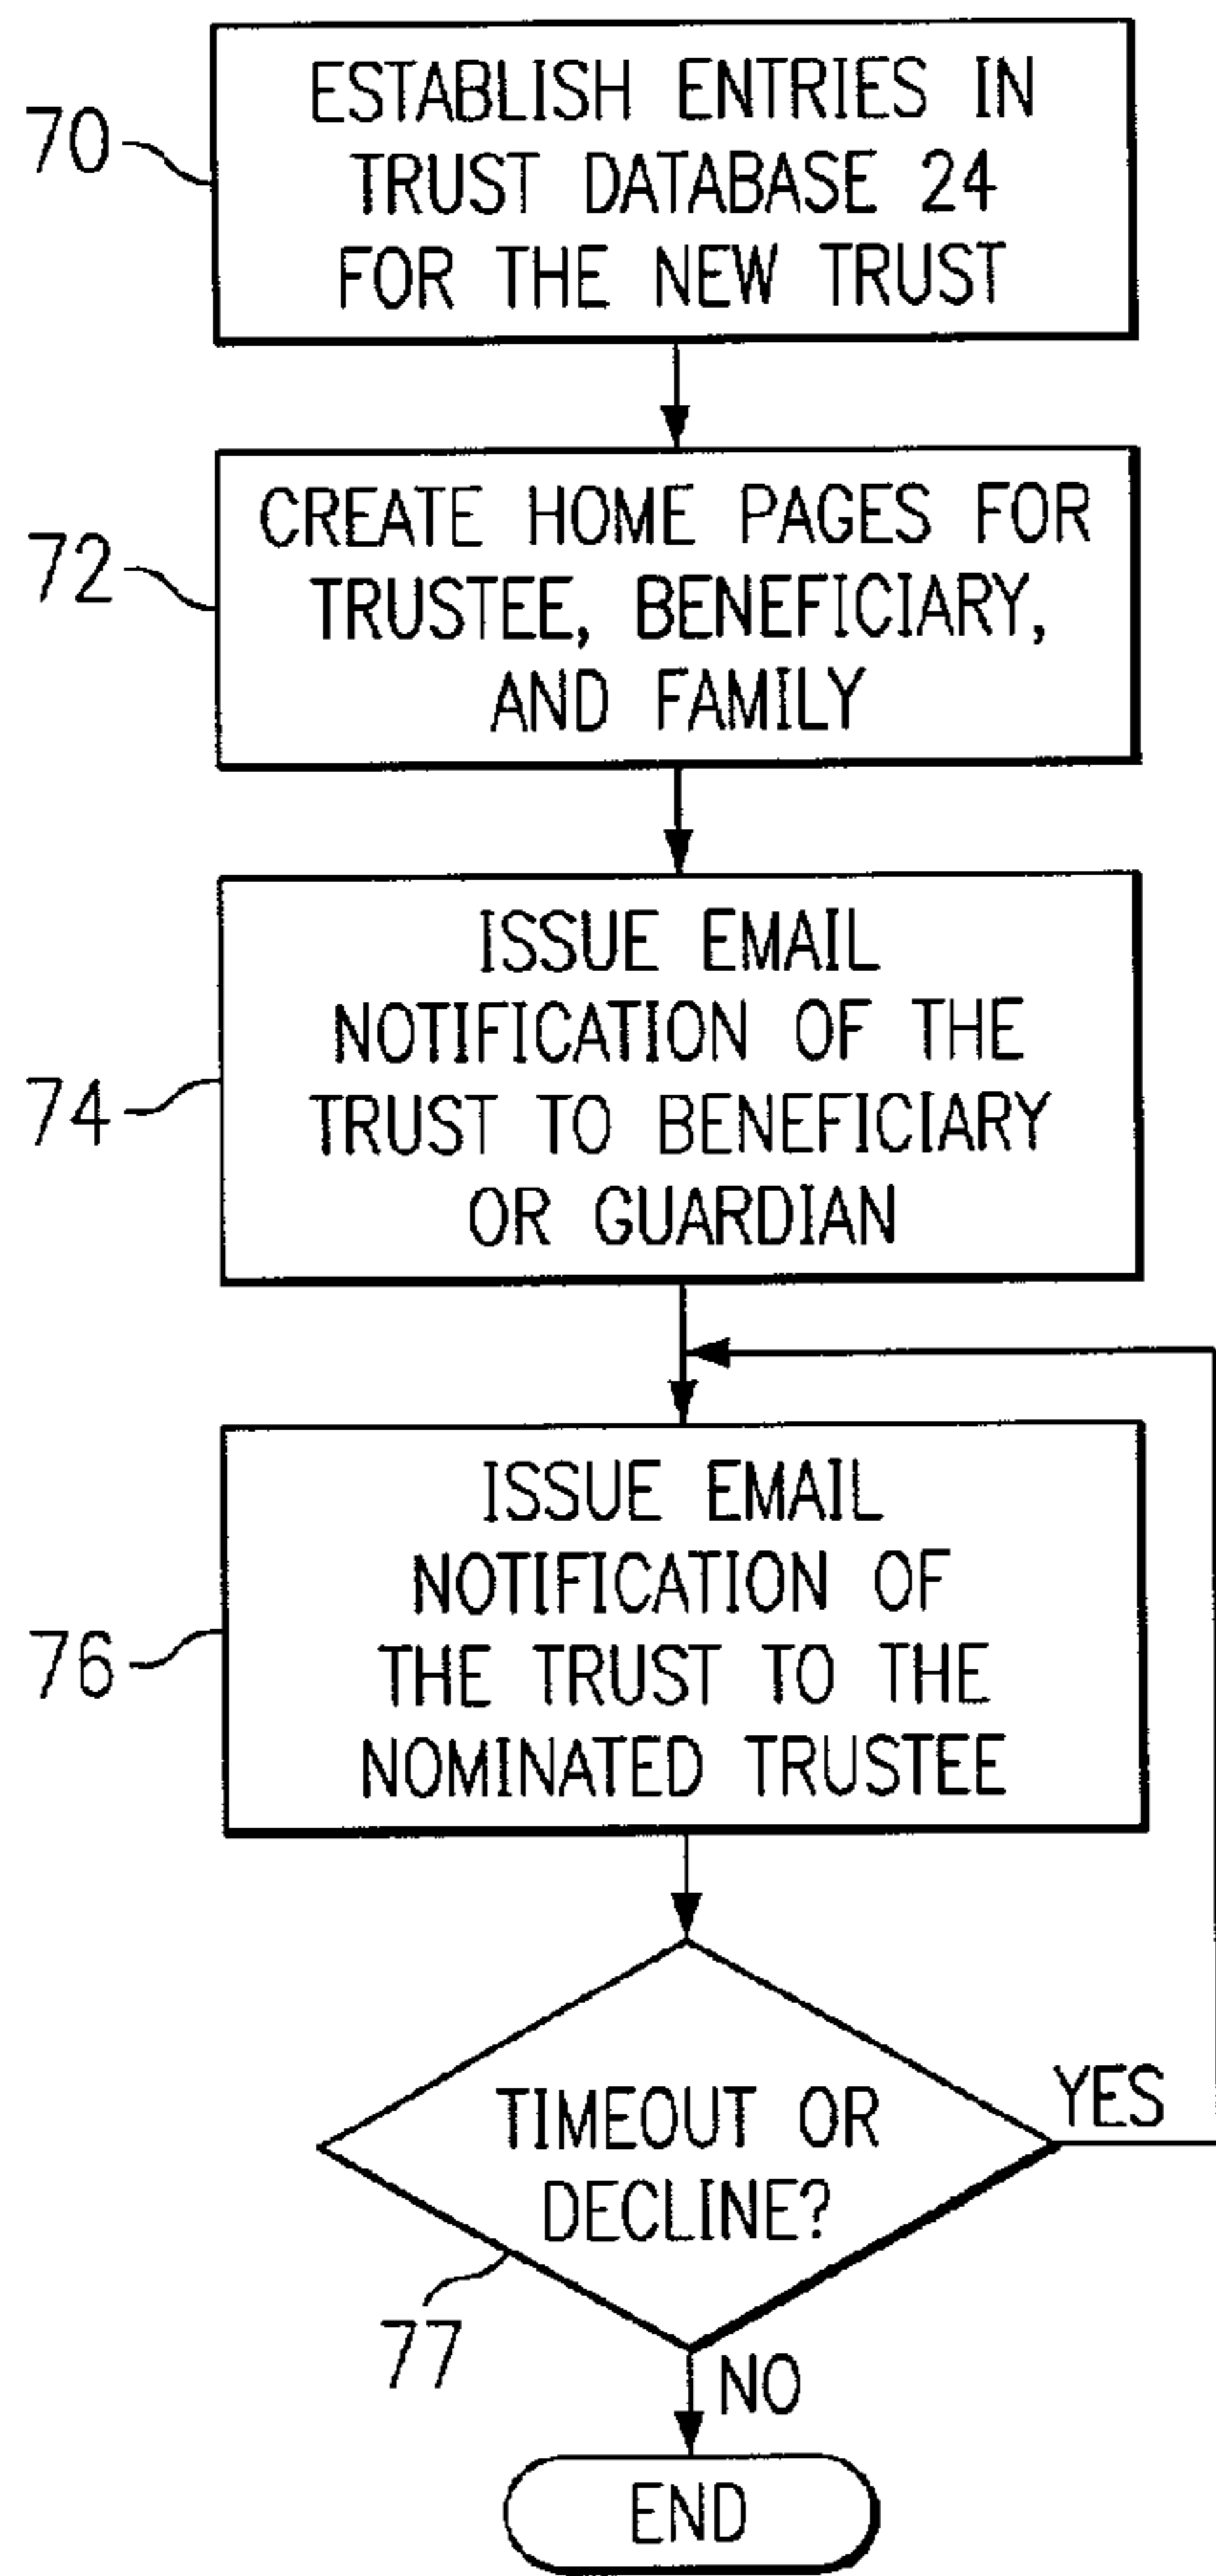 70
ESTABLISH ENTRIES IN
TRUST DATABASE 24
FOR THE NEW TRUST
72
CREATE HOME PAGES FOR
TRUSTEE, BENEFICIARY,
AND FAMILY
74
ISSUE EMAIL
NOTIFICATION OF THE
TRUST TO BENEFICIARY
OR GUARDIAN
76
ISSUE EMAIL
NOTIFICATION OF
THE TRUST TO THE
NOMINATED TRUSTEE
TIMEOUT OR
DECLINE?
YES
77
NO
END